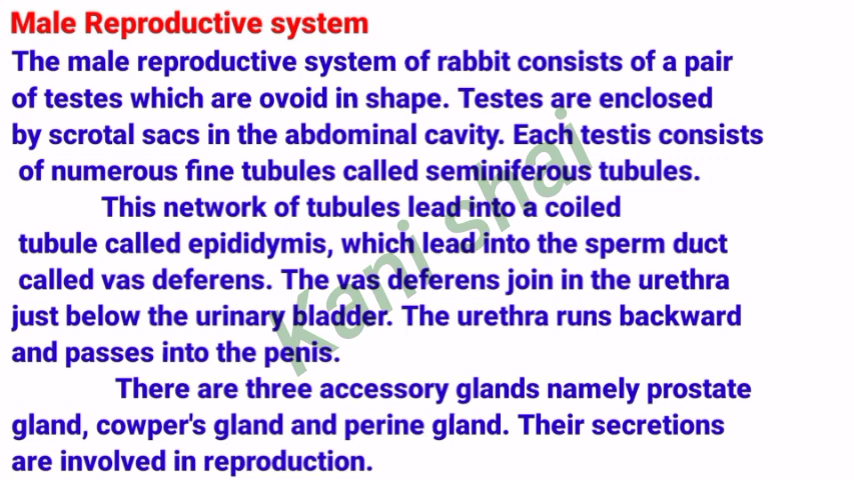 Male Reproductive system
The male reproductive system of rabbit consists of a pair
of testes which are ovoid in shape. Testes are enclosed
by scrotal sacs in the abdominal cavity. Each testis consists
of numerous fine tubules called seminiferous tubules.
This network of tubules lead into a coiled
tubule called epididymis, which lead into the sperm duct
called vas deferens. The vas deferens join in the urethra
just below the urinary bladder. The urethra runs backward
and passes into the penis.
There are three accessory glands namely prostate
gland, cowper's gland and perine gland. Their secretions
are involved in reproduction.
Kani shai